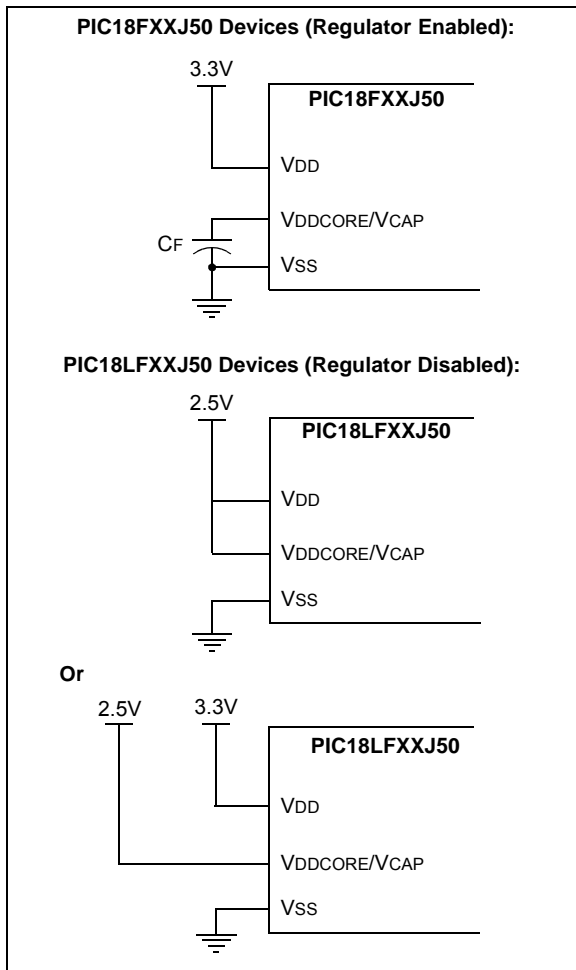 PIC18FXXJ50 Devices (Regulator Enabled):
3.3V
PIC18FXXJ50
VDD
VDDCORE/VCAP
CF
VSS
PIC18LFXXJ50 Devices (Regulator Disabled):
2.5V
PIC18LFXXJ50
VDD
VDDCORE/VCAP
VSS
Or
2.5V 3.3V
PIC18LFXXJ50
VDD
VDDCORE/VCAP
VSS